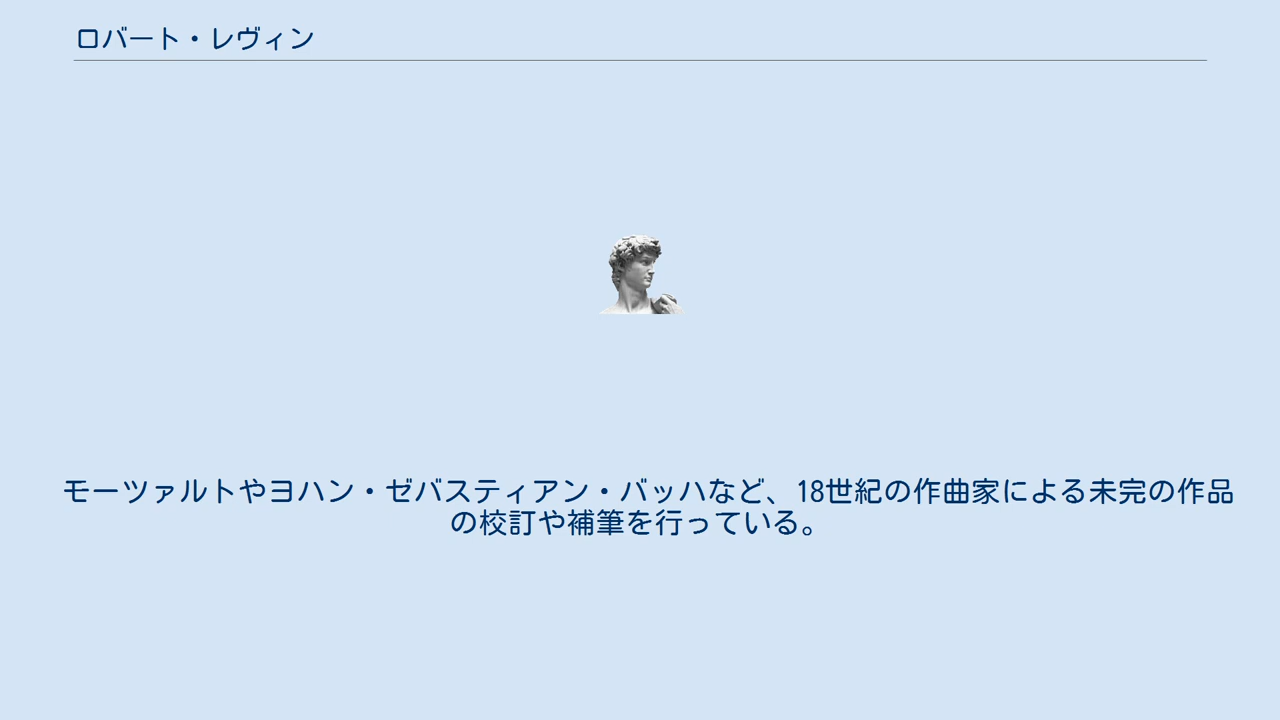 ロバート・レヴィン
モーツァルトやヨハン・ゼバスティアン・バッハなど、18世紀の作曲家による未完の作品
の校訂や補筆を行っている。